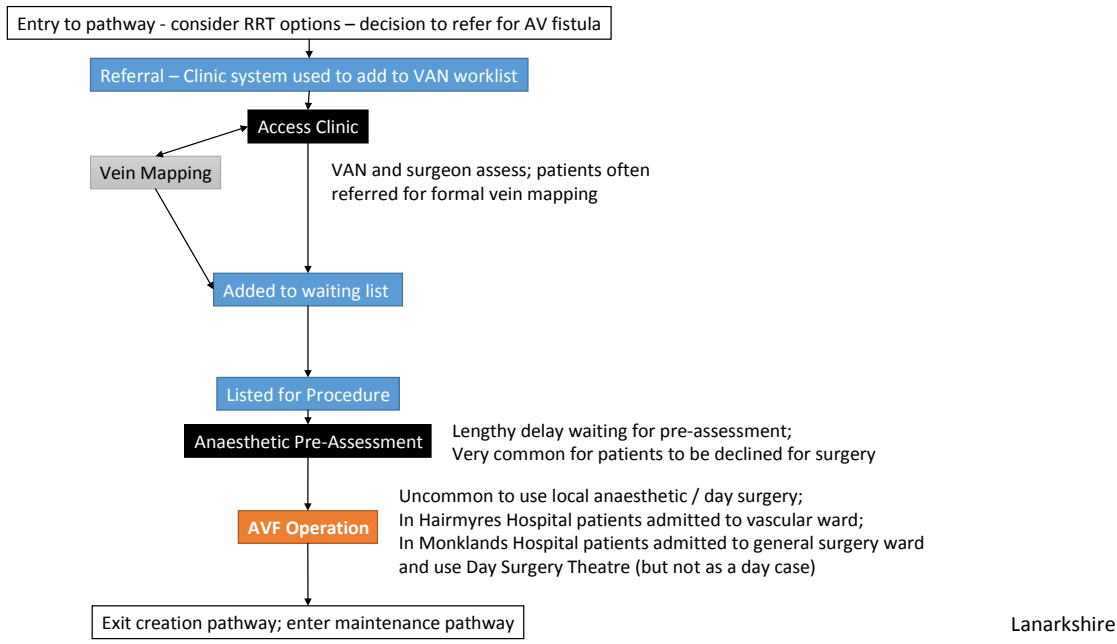 Entry to pathway - consider RRT options – decision to refer for AV fistula
Referral – Clinic system used to add to VAN worklist
Access Clinic
Vein Mapping
VAN and surgeon assess; patients often
referred for formal vein mapping
Added to waiting list
Listed for Procedure
Anaesthetic Pre-Assessment
Lengthy delay waiting for pre-assessment;
Very common for patients to be declined for surgery
AVF Operation
Uncommon to use local anaesthetic / day surgery;
In Hairmyres Hospital patients admitted to vascular ward;
In Monklands Hospital patients admitted to general surgery ward
and use Day Surgery Theatre (but not as a day case)
Exit creation pathway; enter maintenance pathway
Lanarkshire